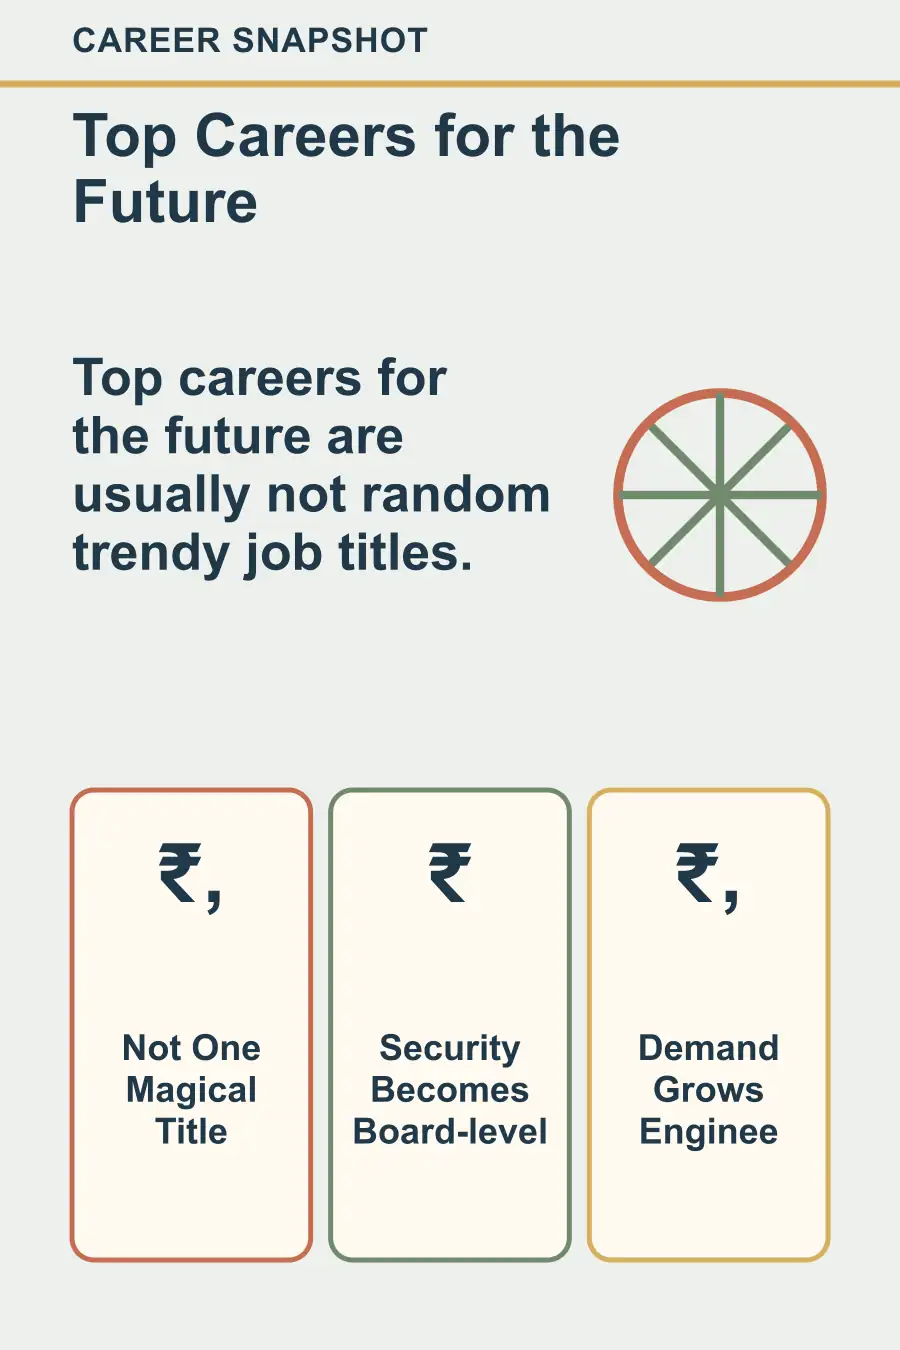 CAREER SNAPSHOT
Top Careers for the
Future
Top careers for
the future are
usually not random
trendy job titles.
₹,
Not One
Magical
Title
₹
Security
Becomes
Board-level
₹,
Demand
Grows
Enginee